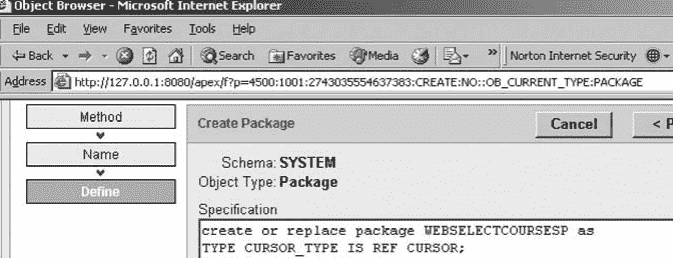 Object Browser - Microsoft Internet Explorer
File Edit View Favorites Tools Help
Back Search Favorites Media » Norton Internet Security
Address http://127.0.0.1:8080/apex/f?p=4500:1001:2743035554637383:CREATE:NO::OB_CURRENT_TYPE:PACKAGE
Method
Name
Define
Create Package
Cancel
< P
Schema: SYSTEM
Object Type: Package
Specification
create or replace package WEBSELECTCOURSESP as
TYPE CURSOR_TYPE IS REF CURSOR;